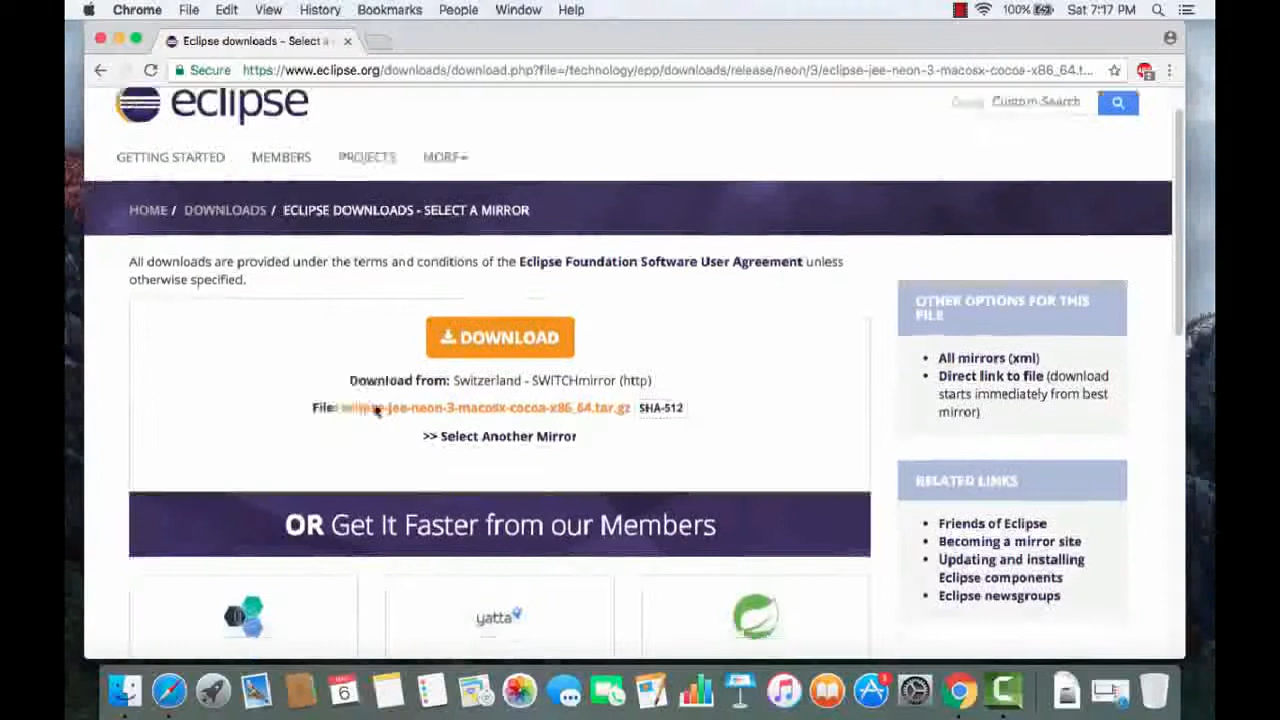 Chrome File Edit View History Bookmarks People Window Help 100% Sat 7:17 PM
Eclipse downloads - Select a
Secure https://www.eclipse.org/downloads/download.php?file=/technology/epp/downloads/release/neon/3/eclipse-jee-neon-3-macosx-cocoa-x86_64.t...
eclipse
Custom Search
GETTING STARTED MEMBERS PROJECTS MORE
HOME / DOWNLOADS / ECLIPSE DOWNLOADS - SELECT A MIRROR
All downloads are provided under the terms and conditions of the Eclipse Foundation Software User Agreement unless
otherwise specified.
DOWNLOAD
Download from: Switzerland - SWITCHmirror (http)
File: eclipse-jee-neon-3-macosx-cocoa-x86_64.tar.gz SHA-512
>> Select Another Mirror
OR Get It Faster from our Members
yatta
OTHER OPTIONS FOR THIS
FILE
All mirrors (xml)
Direct link to file (download
starts immediately from best
mirror)
RELATED LINKS
Friends of Eclipse
Becoming a mirror site
Updating and installing
Eclipse components
Eclipse newsgroups
6